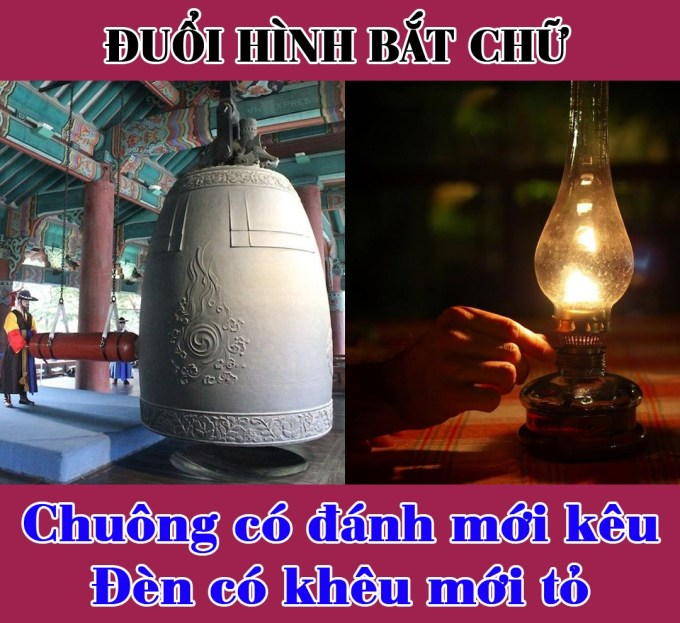 ĐUỔI HÌNH BẮT CHỮ
Chuông có đánh mới kêu
Đèn có khêu mới tỏ